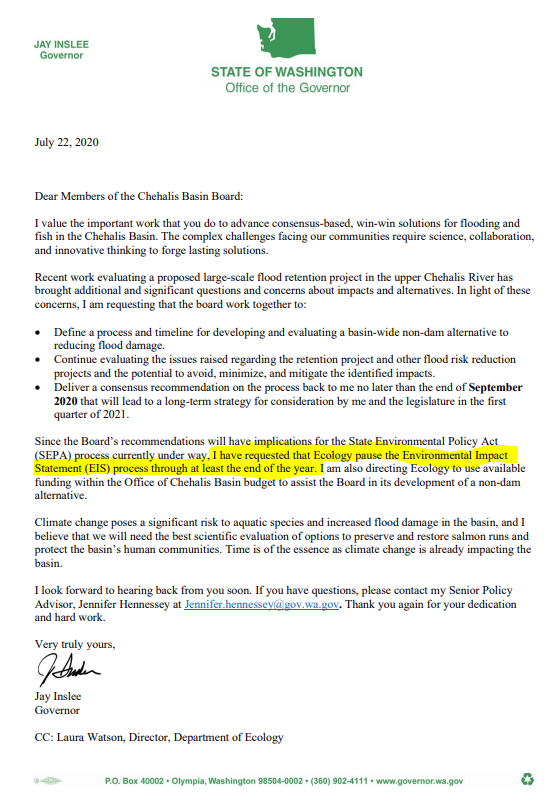 JAY INSLEE
Governor
STATE OF WASHINGTON
Office of the Governor
July 22, 2020
Dear Members of the Chehalis Basin Board:
I value the important work that you do to advance consensus-based, win-win solutions for flooding and
fish in the Chehalis Basin. The complex challenges facing our communities require science, collaboration,
and innovative thinking to forge lasting solutions.
Recent work evaluating a proposed large-scale flood retention project in the upper Chehalis River has
brought additional and significant questions and concerns about impacts and alternatives. In light of these
concerns, I am requesting that the board work together to:
• Define a process and timeline for developing and evaluating a basin-wide non-dam alternative to
reducing flood damage.
• Continue evaluating the issues raised regarding the retention project and other flood risk reduction
projects and the potential to avoid, minimize, and mitigate the identified impacts.
• Deliver a consensus recommendation on the process back to me no later than the end of September
2020 that will lead to a long-term strategy for consideration by me and the legislature in the first
quarter of 2021.
Since the Board's recommendations will have implications for the State Environmental Policy Act
(SEPA) process currently under way, I have requested that Ecology pause the Environmental Impact
Statement (EIS) process through at least the end of the year. I am also directing Ecology to use available
funding within the Office of Chehalis Basin budget to assist the Board in its development of a non-dam
alternative.
Climate change poses a significant risk to aquatic species and increased flood damage in the basin, and I
believe that we will need the best scientific evaluation of options to preserve and restore salmon runs and
protect the basin's human communities. Time is of the essence as climate change is already impacting the
basin.
I look forward to hearing back from you soon. If you have questions, please contact my Senior Policy
Advisor, Jennifer Hennessey at Jennifer.hennessey@gov.wa.gov. Thank you again for your dedication
and hard work.
Very truly yours,
Jay Inslee
Governor
CC: Laura Watson, Director, Department of Ecology
P.O. Box 40002 • Olympia, Washington 98504-0002 • (360) 902-4111 • www.governor.wa.gov